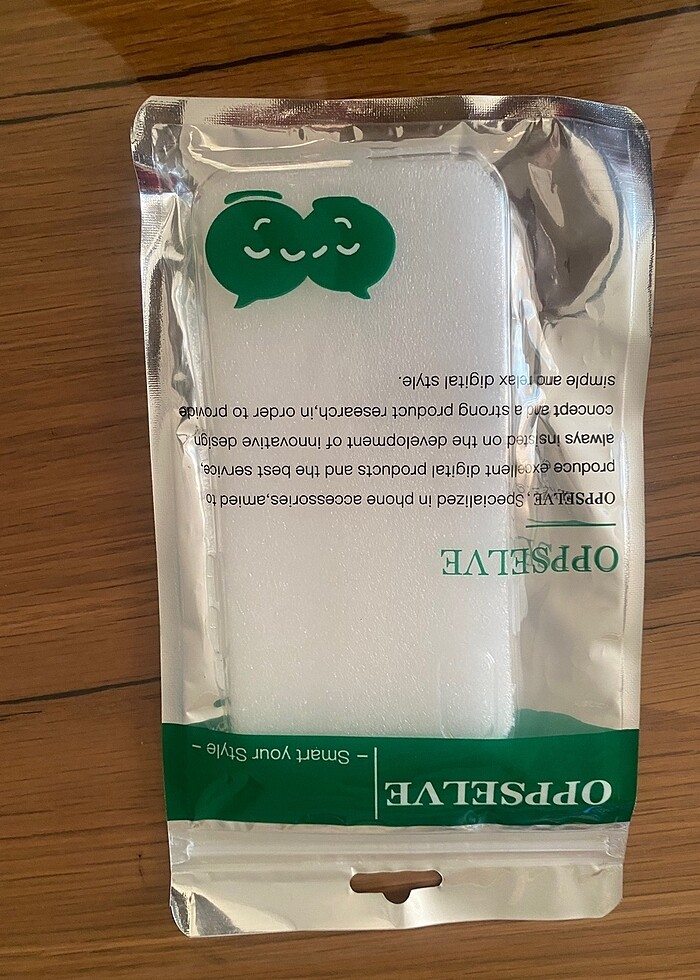 OPPSELVE
– Smart your Style –
OPPSELVE
OPPSELVE, Specialized in phone accessories,amied to
produce excellent digital products and the best service,
always insisted on the development of innovative design
concept and a strong product research,in order to provide
simple and relax digital style.